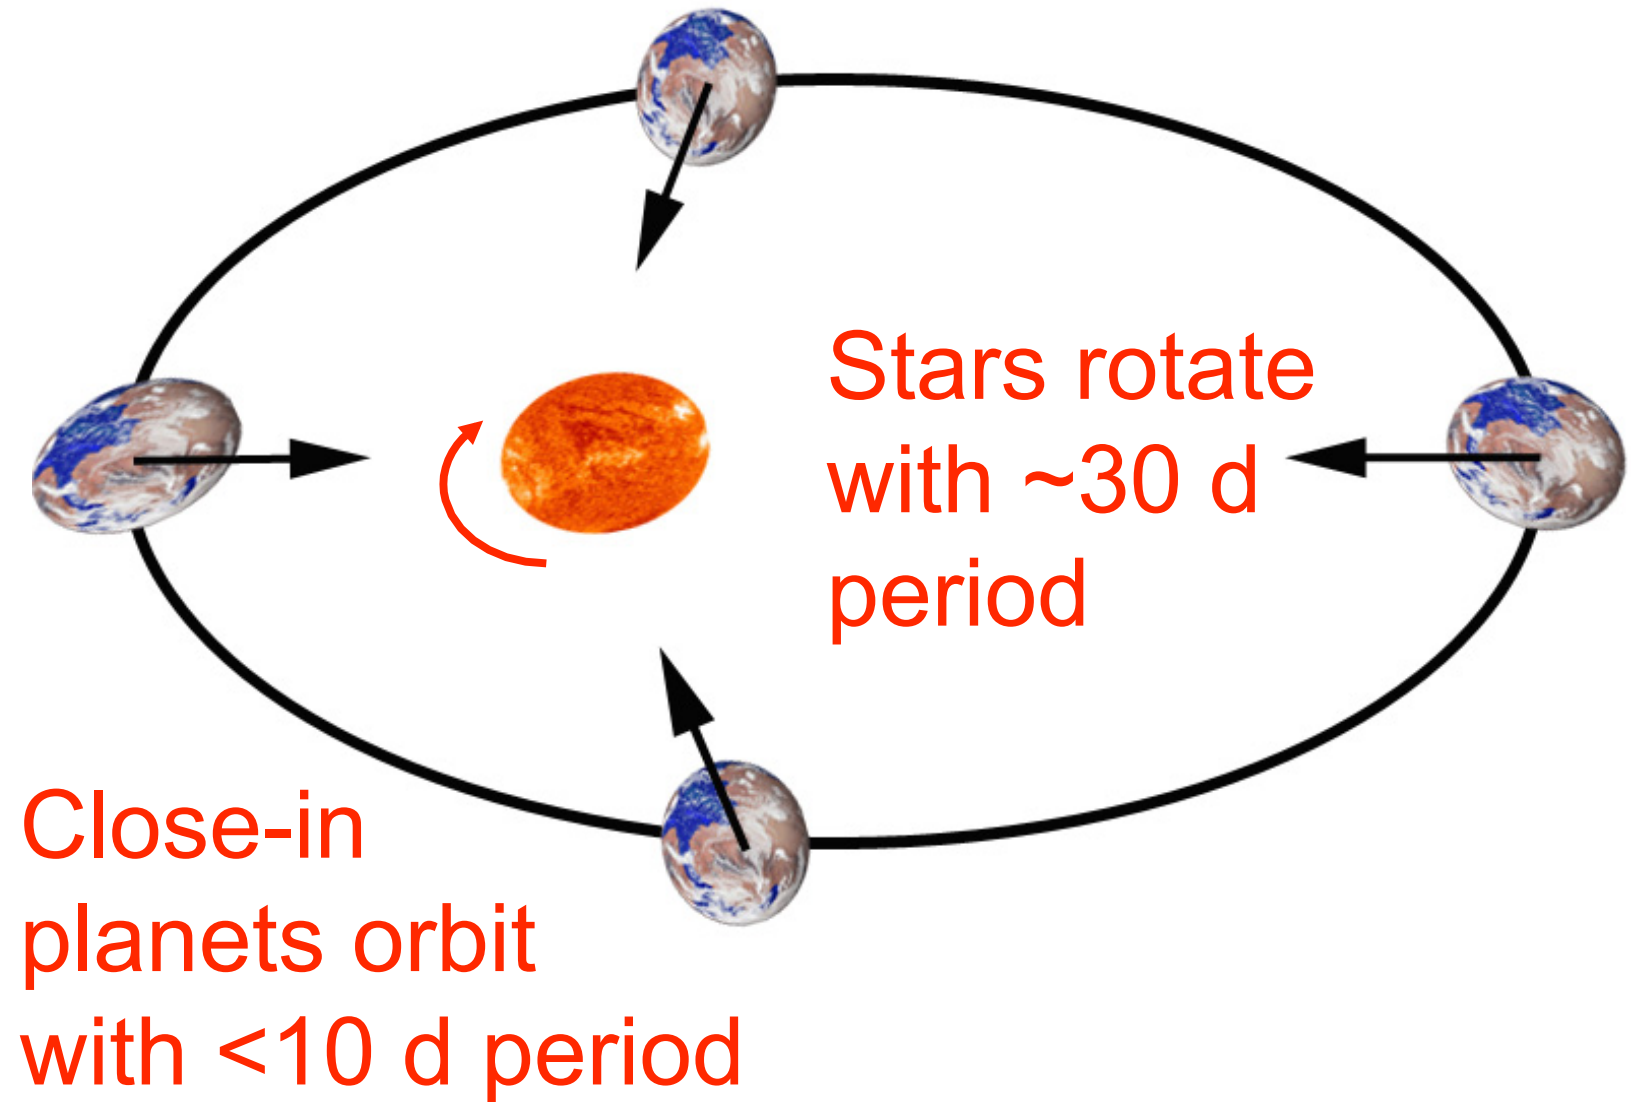 Stars rotate
with ~30 d
period
Close-in
planets orbit
with <10 d period